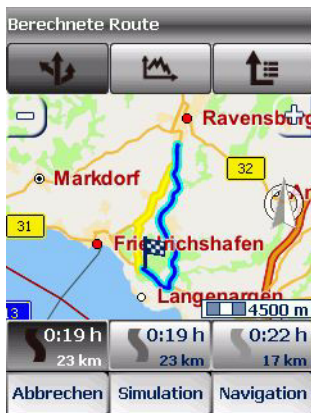 Berechnete Route
Ravensburg
32
Markdorf
31
Friedrichshafen
Langenargen
13
4500 m
0:19 h
23 km
0:19 h
23 km
0:22 h
17 km
Abbrechen
Simulation
Navigation